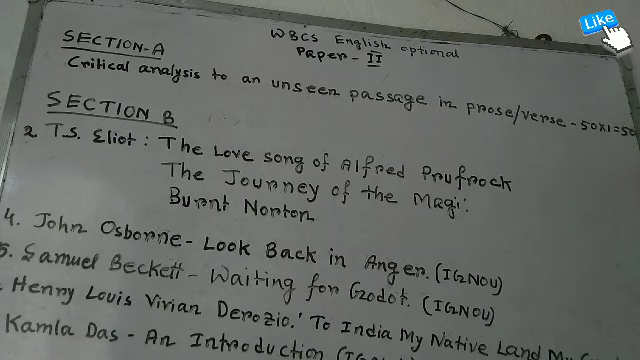 Like
WBCS English optional
Paper - II
SECTION-A
Critical analysis to an unseen passage in prose/verse - 50x1=50
SECTION B
2. T.S. Eliot : The Love song of Alfred Prufrock
The Journey of the Magi.
Burnt Norton
4. John Osborne - Look Back in Anger. (IGNOU)
5. Samuel Beckett - Waiting for Godot. (IGNOU)
Henry Louis Vivian Derozio : To India My Native Land
Kamla Das - An Introduction